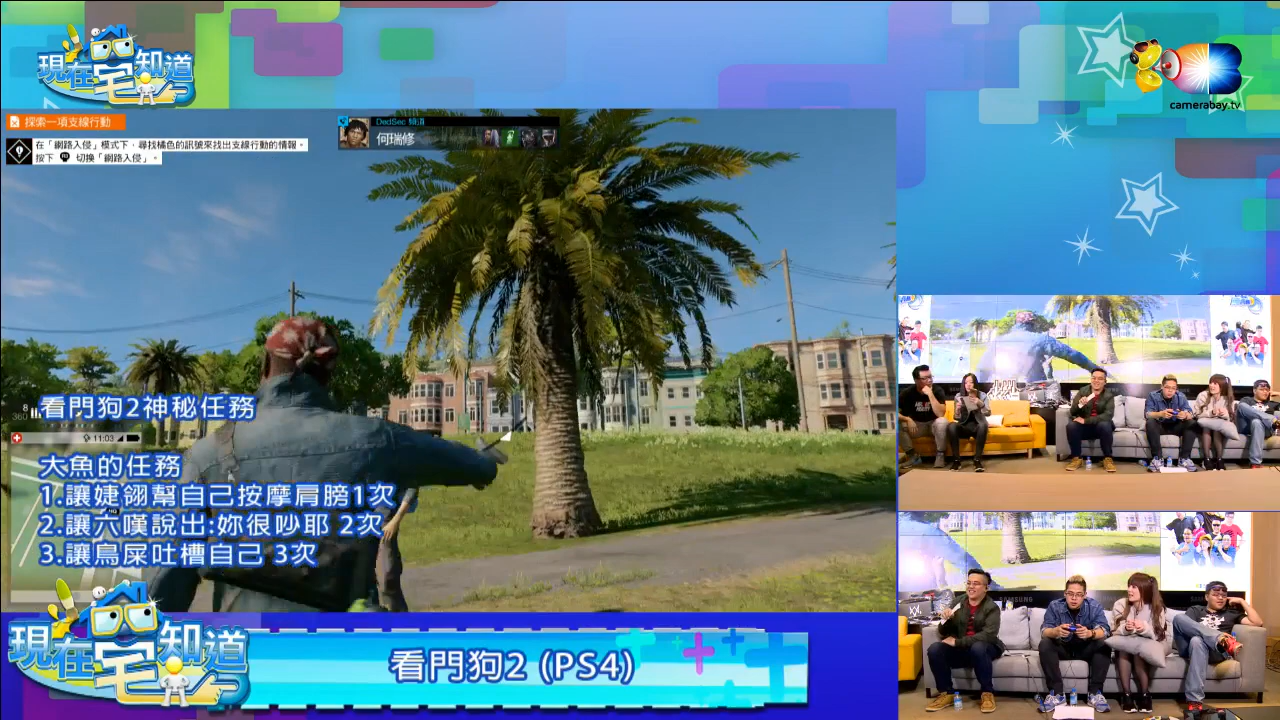 現在宅知道
camerabay.tv
探索一項支線行動
在「網路入侵」模式下，尋找橘色的訊號來找出支線行動的情報。
按下 切換「網路入侵」。
DedSec 頻道
何瑞修
看門狗2神秘任務
11:03
大魚的任務
1.讓婕翎幫自己按摩肩膀1次
2.讓六嘆說出:妳很吵耶 2次
3.讓鳥屎吐槽自己 3次
現在宅知道
看門狗2 (PS4)
SAMSUNG